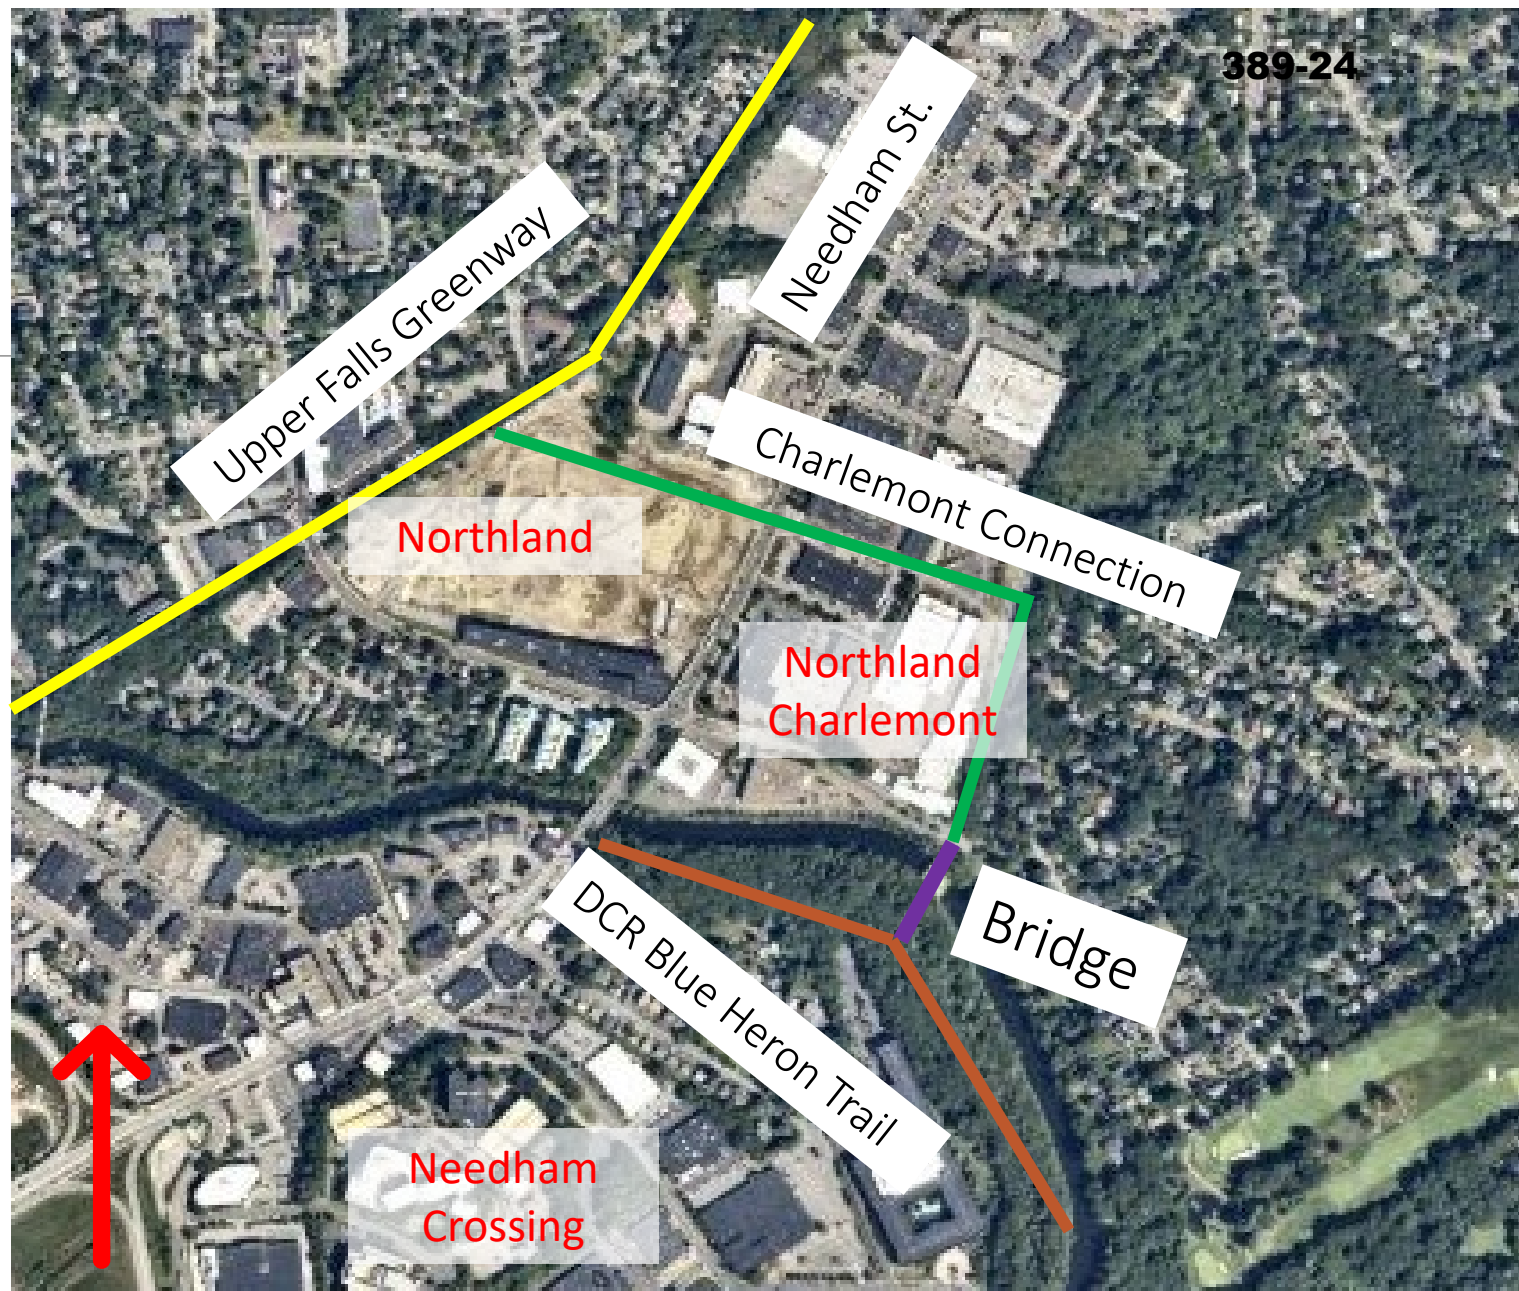 389-24
Needham St.
Upper Falls Greenway
Charlemont Connection
Northland
Northland
Charlemont
Bridge
DCR Blue Heron Trail
Needham
Crossing